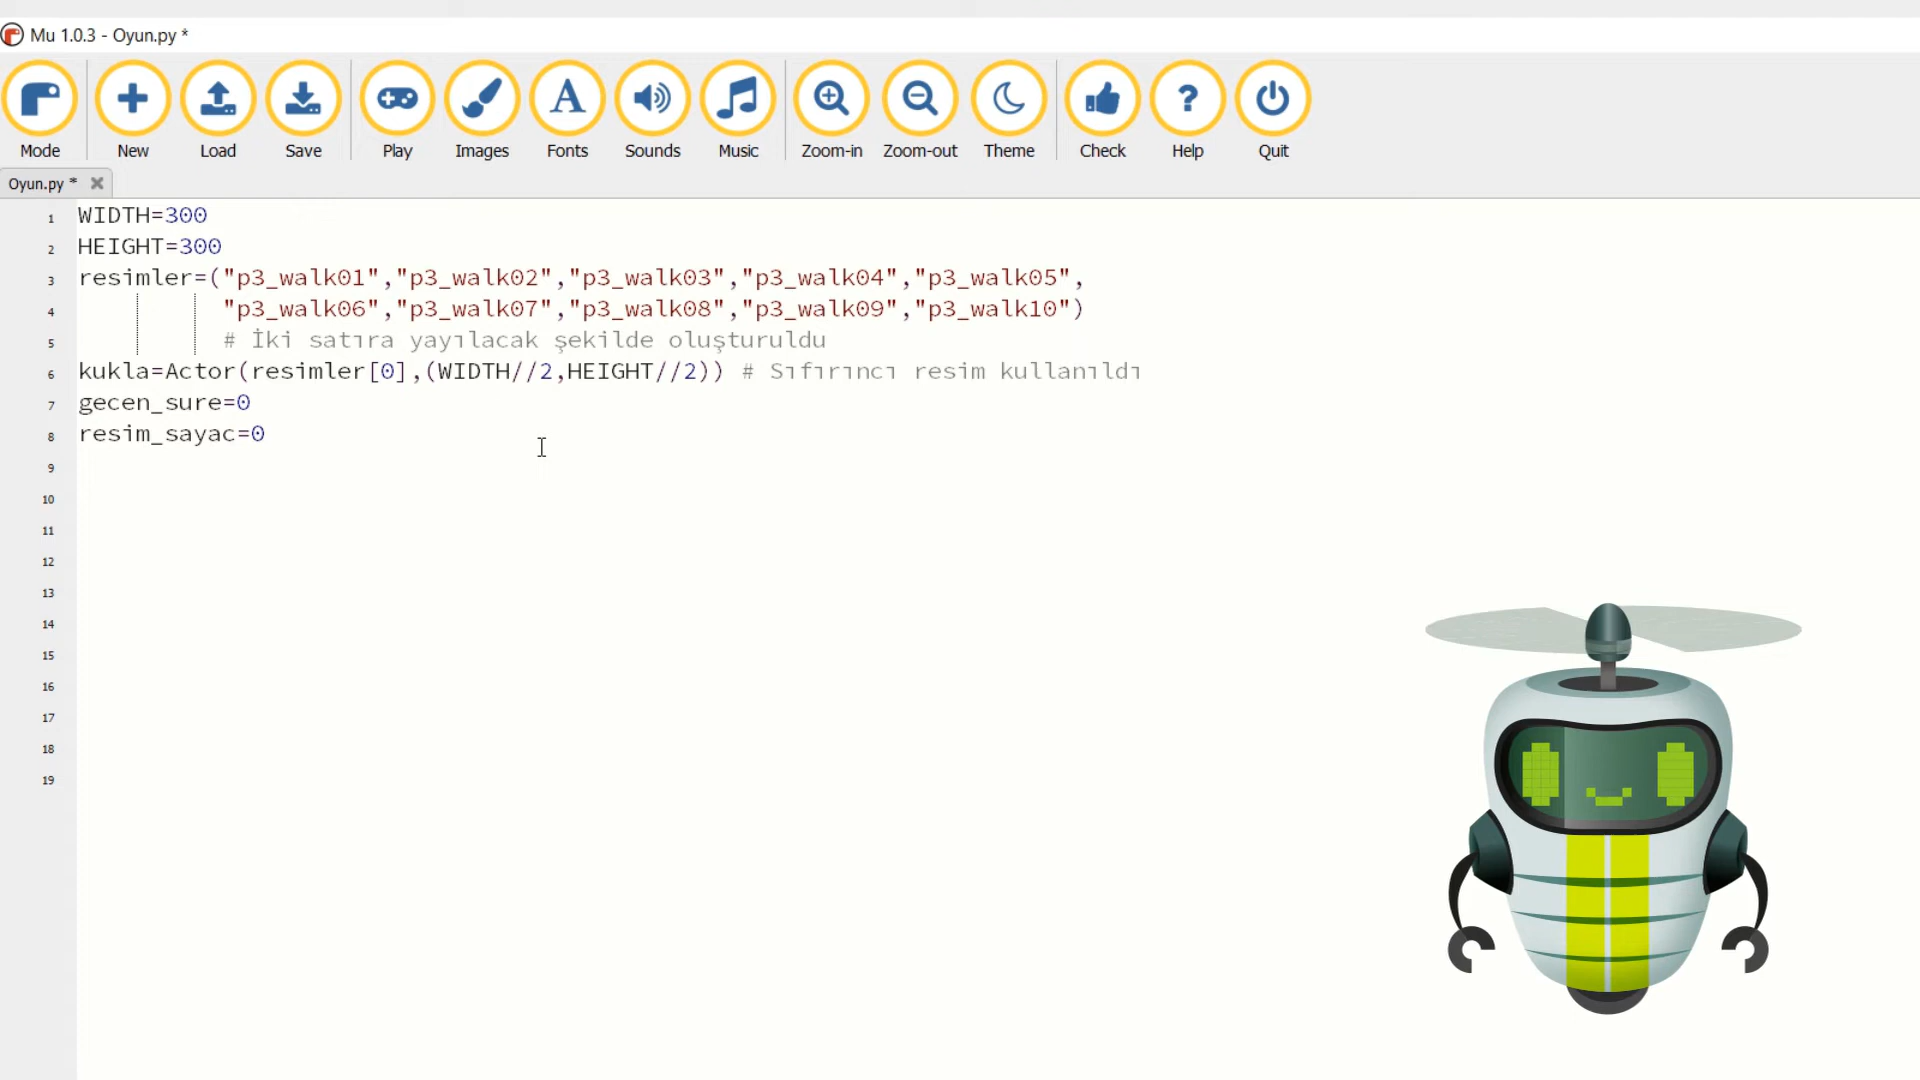 Mu 1.0.3 - Oyun.py *
Mode New Load Save Play Images Fonts Sounds Music Zoom-in Zoom-out Theme Check Help Quit
Oyun.py *
1 WIDTH=300
2 HEIGHT=300
3 resimler=("p3_walk01","p3_walk02","p3_walk03","p3_walk04","p3_walk05",
4 "p3_walk06","p3_walk07","p3_walk08","p3_walk09","p3_walk10")
5 # İki satıra yayılacak şekilde oluşturuldu
6 kukla=Actor(resimler[0],(WIDTH//2,HEIGHT//2)) # Sıfırıncı resim kullanıldı
7 gecen_sure=0
8 resim_sayac=0
9
10
11
12
13
14
15
16
17
18
19